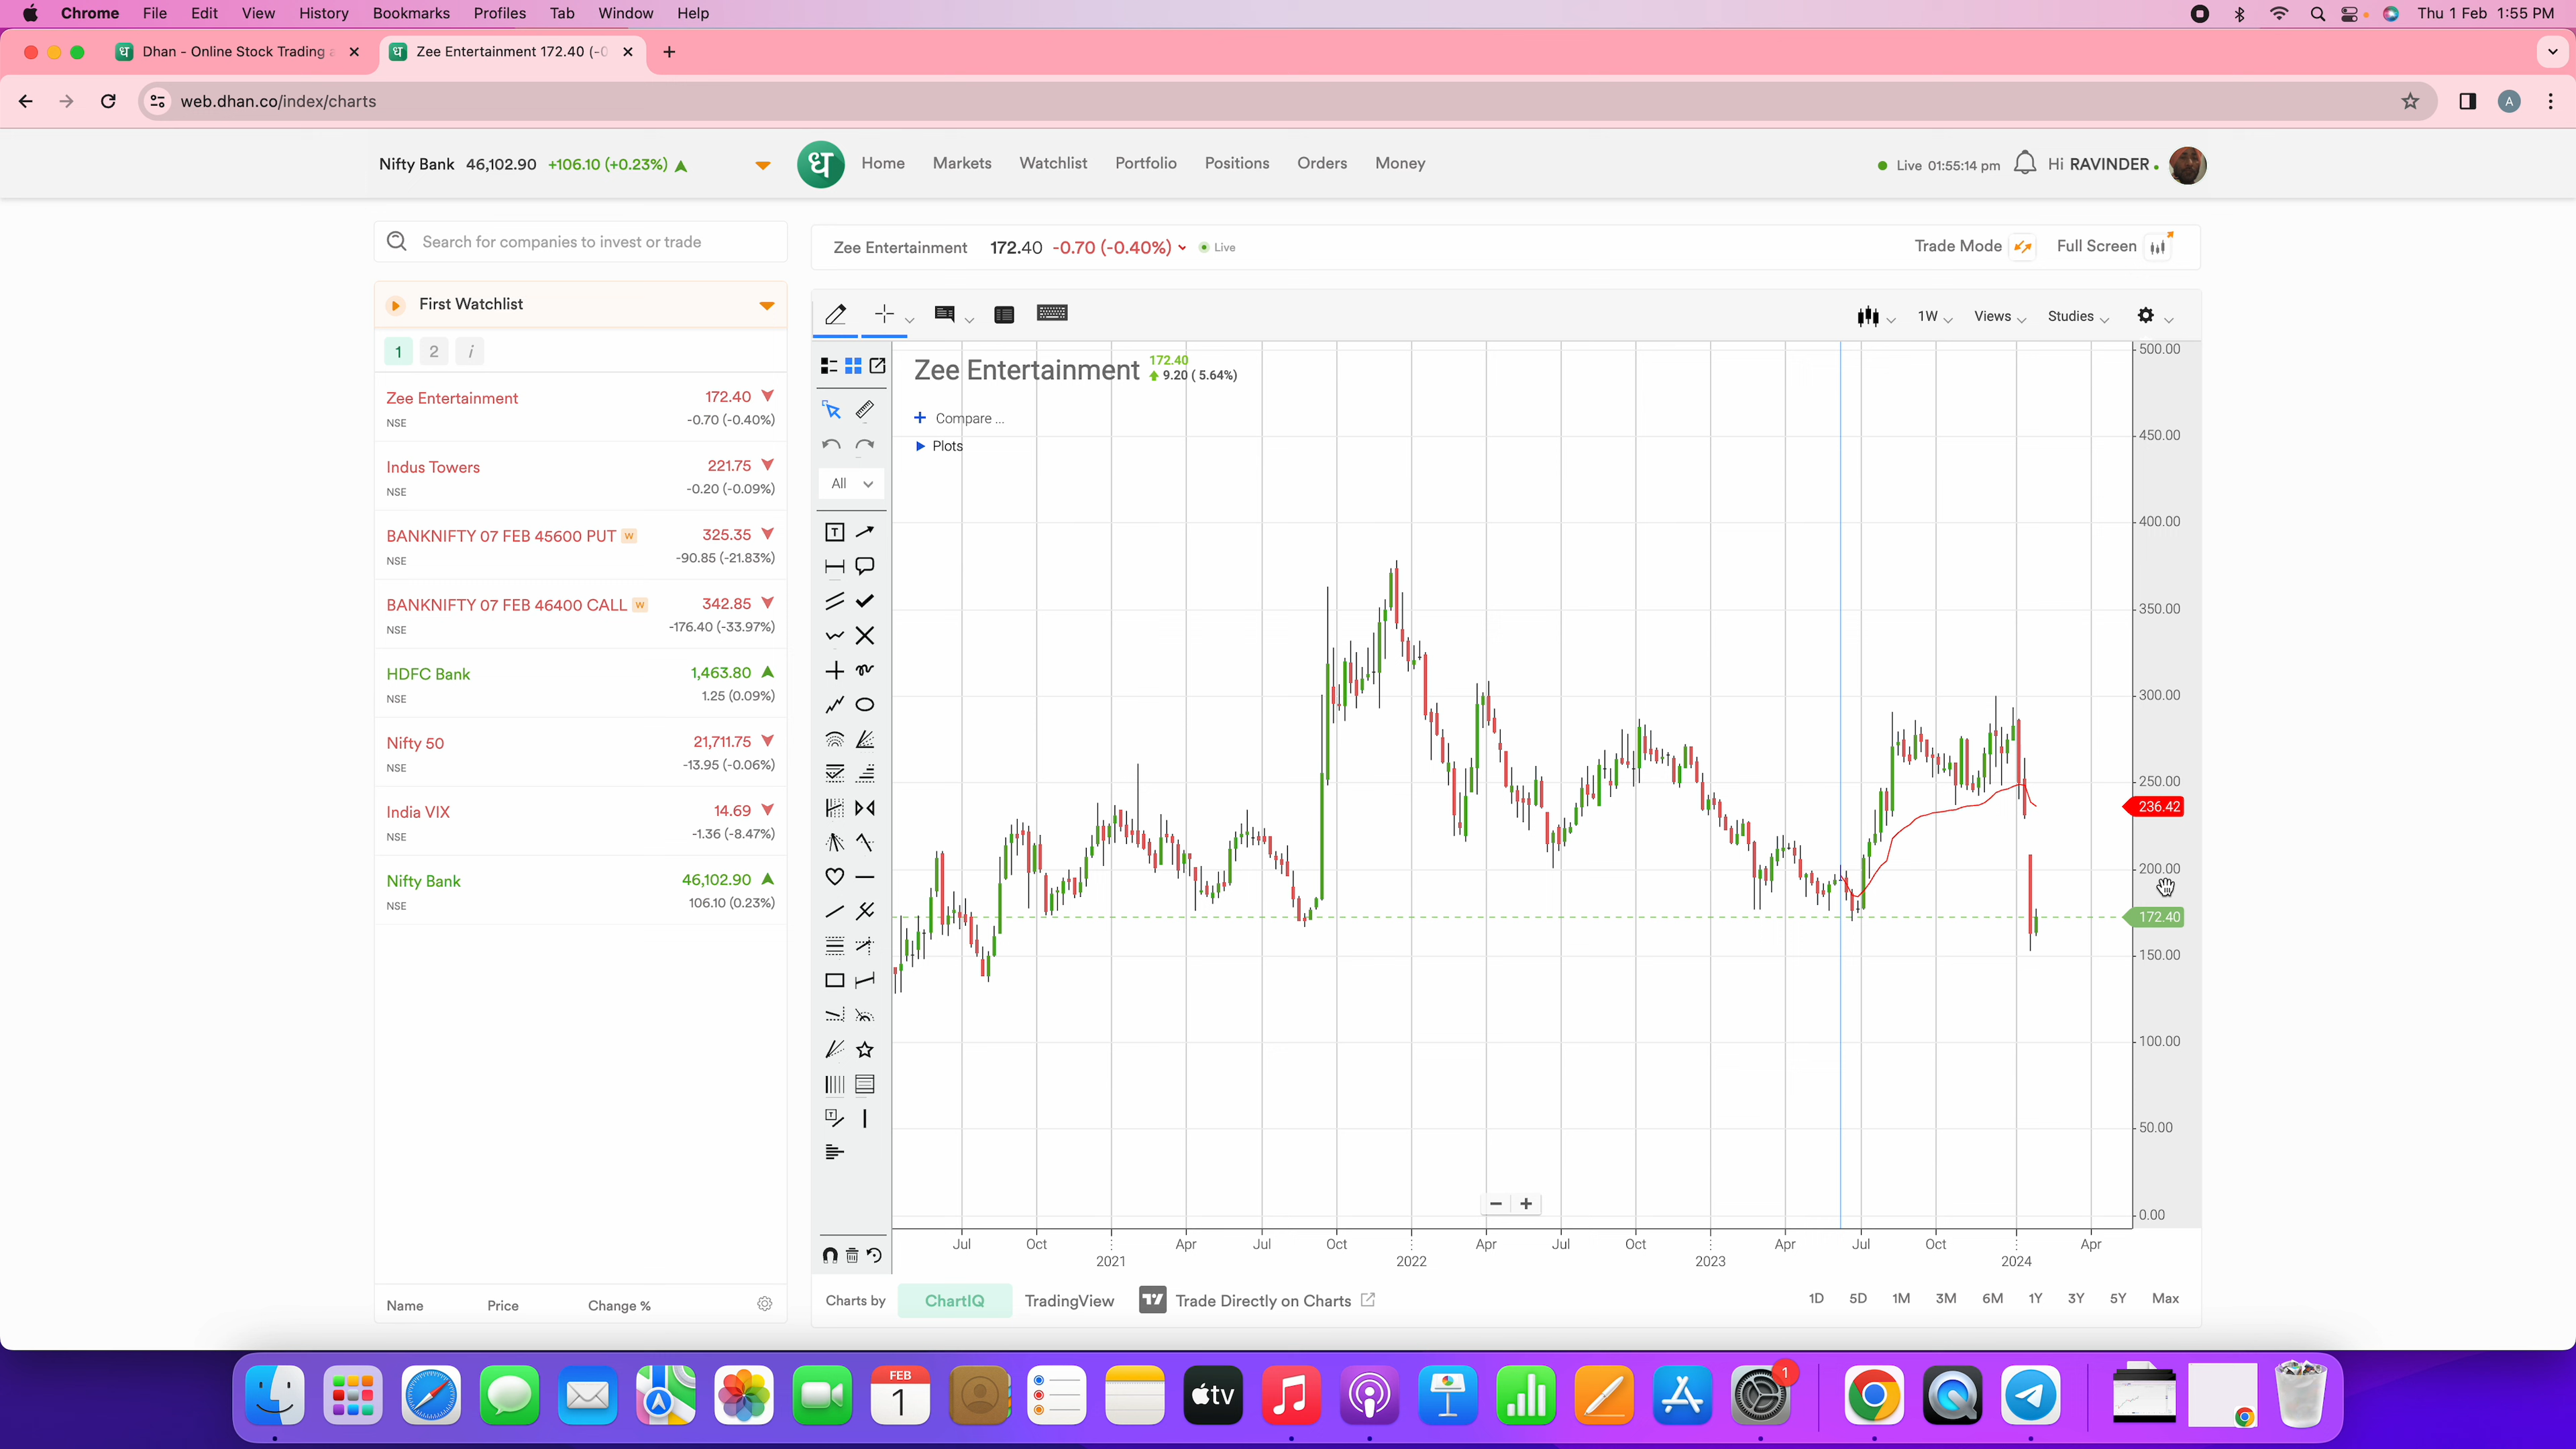 Chrome File Edit View History Bookmarks Profiles Tab Window Help Thu 1 Feb 1:55 PM
Dhan - Online Stock Trading a Zee Entertainment 172.40 (-0
web.dhan.co/index/charts A
Nifty Bank 46,102.90 +106.10 (+0.23%) ध Home Markets Watchlist Portfolio Positions Orders Money Live 01:55:14 pm Hi RAVINDER
Search for companies to invest or trade
Zee Entertainment 172.40 -0.70 (-0.40%) Live Trade Mode Full Screen
First Watchlist
1 2 i
Zee Entertainment 172.40
NSE -0.70 (-0.40%)
Indus Towers 221.75
NSE -0.20 (-0.09%)
BANKNIFTY 07 FEB 45600 PUT W 325.35
NSE -90.85 (-21.83%)
BANKNIFTY 07 FEB 46400 CALL W 342.85
NSE -176.40 (-33.97%)
HDFC Bank 1,463.80
NSE 1.25 (0.09%)
Nifty 50 21,711.75
NSE -13.95 (-0.06%)
India VIX 14.69
NSE -1.36 (-8.47%)
Nifty Bank 46,102.90
NSE 106.10 (0.23%)
Name Price Change %
1W Views Studies
Zee Entertainment 172.40
9.20 ( 5.64%)
+ Compare ...
Plots
All
T
T
500.00
450.00
400.00
350.00
300.00
250.00
236.42
200.00
172.40
150.00
100.00
50.00
0.00
− +
Jul Oct Apr Jul Oct Apr Jul Oct Apr Jul Oct Apr
2021 2022 2023 2024
Charts by ChartIQ TradingView Trade Directly on Charts 1D 5D 1M 3M 6M 1Y 3Y 5Y Max
FEB
1
tv
1